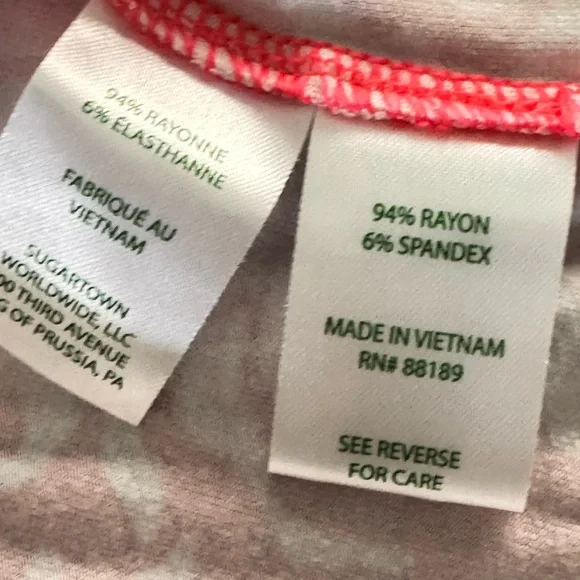 94% RAYONNE
6% ÉLASTHANNE
FABRIQUÉ AU
VIETNAM
SUGARTOWN
WORLDWIDE, LLC
THIRD AVENUE
OF PRUSSIA, PA
94% RAYON
6% SPANDEX
MADE IN VIETNAM
RN# 88189
SEE REVERSE
FOR CARE